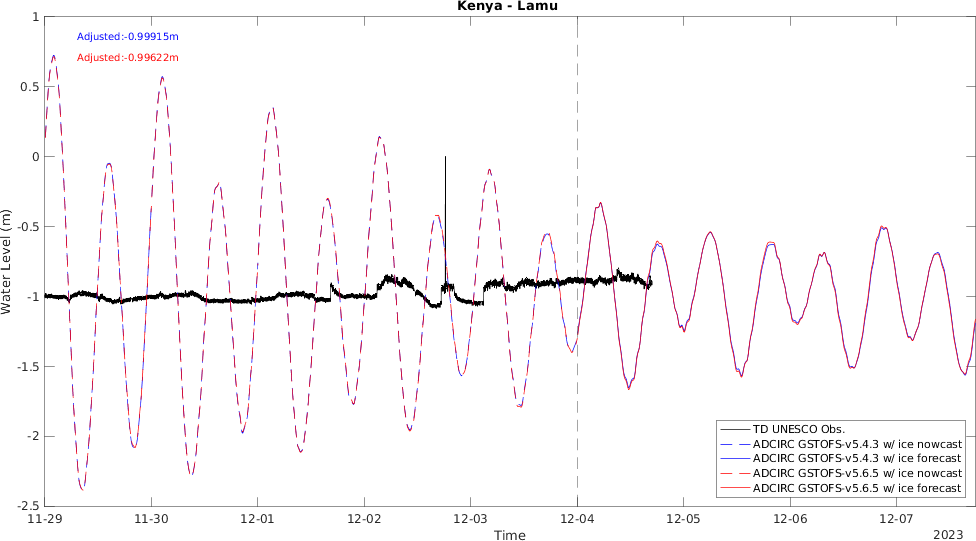 Kenya - Lamu
Adjusted:-0.99915m
Adjusted:-0.99622m
1
0.5
0
-0.5
-1
-1.5
-2
-2.5
Water Level (m)
TD UNESCO Obs.
ADCIRC GSTOFS-v5.4.3 w/ ice nowcast
ADCIRC GSTOFS-v5.4.3 w/ ice forecast
ADCIRC GSTOFS-v5.6.5 w/ ice nowcast
ADCIRC GSTOFS-v5.6.5 w/ ice forecast
11-29 11-30 12-01 12-02 12-03 12-04 12-05 12-06 12-07
Time
2023